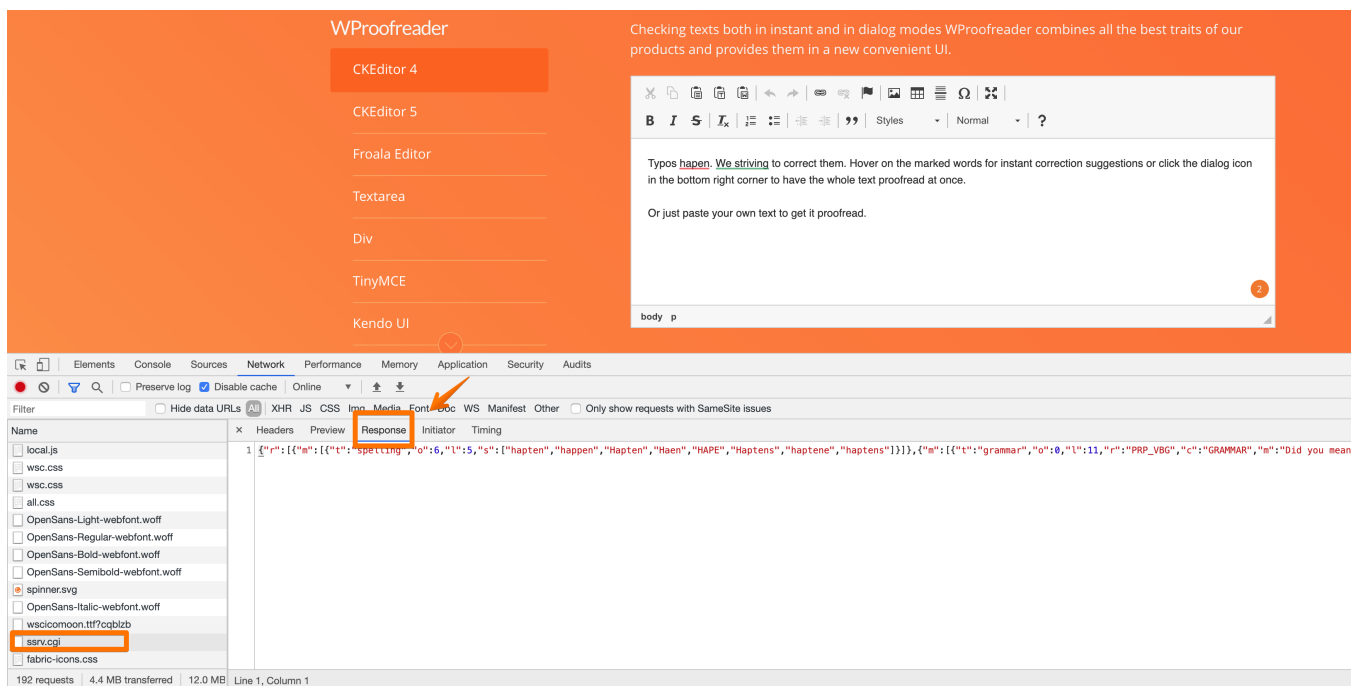 WProofreader
CKEditor 4
CKEditor 5
Froala Editor
Textarea
Div
TinyMCE
Kendo UI
Checking texts both in instant and in dialog modes WProofreader combines all the best traits of our
products and provides them in a new convenient UI.
B I S Tx Styles Normal ?
Typos hapen. We striving to correct them. Hover on the marked words for instant correction suggestions or click the dialog icon
in the bottom right corner to have the whole text proofread at once.
Or just paste your own text to get it proofread.
2
body p
Elements Console Sources Network Performance Memory Application Security Audits
Preserve log Disable cache Online
Filter Hide data URLs All XHR JS CSS Img Media Font Doc WS Manifest Other Only show requests with SameSite issues
Name × Headers Preview Response Initiator Timing
local.js
wsc.css
wsc.css
all.css
OpenSans-Light-webfont.woff
OpenSans-Regular-webfont.woff
OpenSans-Bold-webfont.woff
OpenSans-Semibold-webfont.woff
spinner.svg
OpenSans-Italic-webfont.woff
wscicomoon.ttf?cqblzb
ssrv.cgi
fabric-icons.css
1 {"r":[{"m":[{"t":"spelling","o":6,"l":5,"s":["hapten","happen","Hapten","Haen","HAPE","Haptens","haptene","haptens"]}]},{"m":[{"t":"grammar","o":0,"l":11,"r":"PRP_VBG","c":"GRAMMAR","m":"Did you mean
192 requests 4.4 MB transferred 12.0 MB Line 1, Column 1